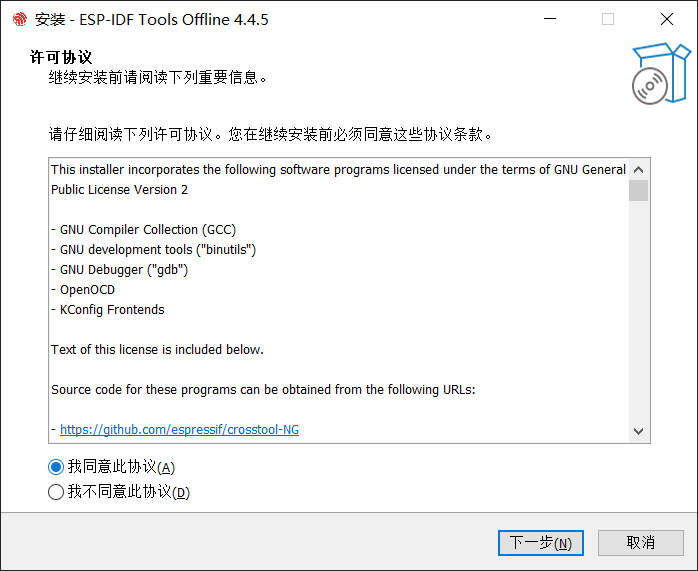 安装 - ESP-IDF Tools Offline 4.4.5
许可协议
继续安装前请阅读下列重要信息。
请仔细阅读下列许可协议。您在继续安装前必须同意这些协议条款。
This installer incorporates the following software programs licensed under the terms of GNU General
Public License Version 2
- GNU Compiler Collection (GCC)
- GNU development tools ("binutils")
- GNU Debugger ("gdb")
- OpenOCD
- KConfig Frontends
Text of this license is included below.
Source code for these programs can be obtained from the following URLs:
- https://github.com/espressif/crosstool-NG
我同意此协议(A)
我不同意此协议(D)
下一步(N)
取消